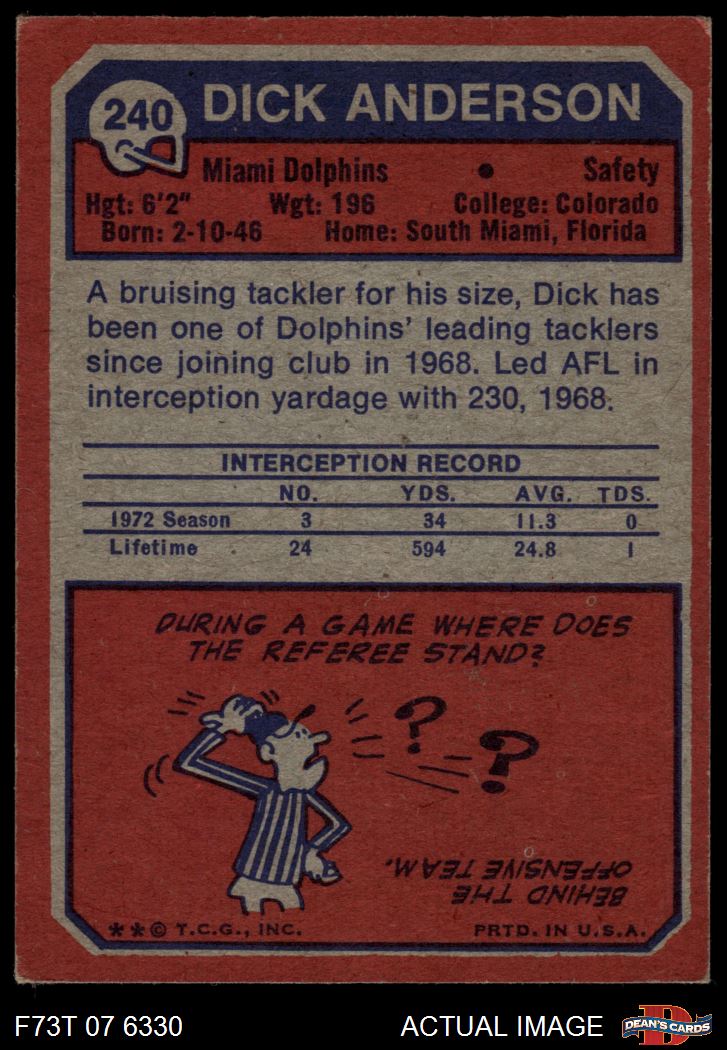 240 DICK ANDERSON
Miami Dolphins • Safety
Hgt: 6'2" Wgt: 196 College: Colorado
Born: 2-10-46 Home: South Miami, Florida
A bruising tackler for his size, Dick has
been one of Dolphins' leading tacklers
since joining club in 1968. Led AFL in
interception yardage with 230, 1968.
INTERCEPTION RECORD
NO. YDS. AVG. TDS.
1972 Season 3 34 11.3 0
Lifetime 24 594 24.8 1
DURING A GAME WHERE DOES
THE REFEREE STAND?
? ?
BEHIND THE
OFFENSIVE TEAM.
**© T.C.G., INC. PRTD. IN U.S.A.
F73T 07 6330 ACTUAL IMAGE D DEAN'S CARDS